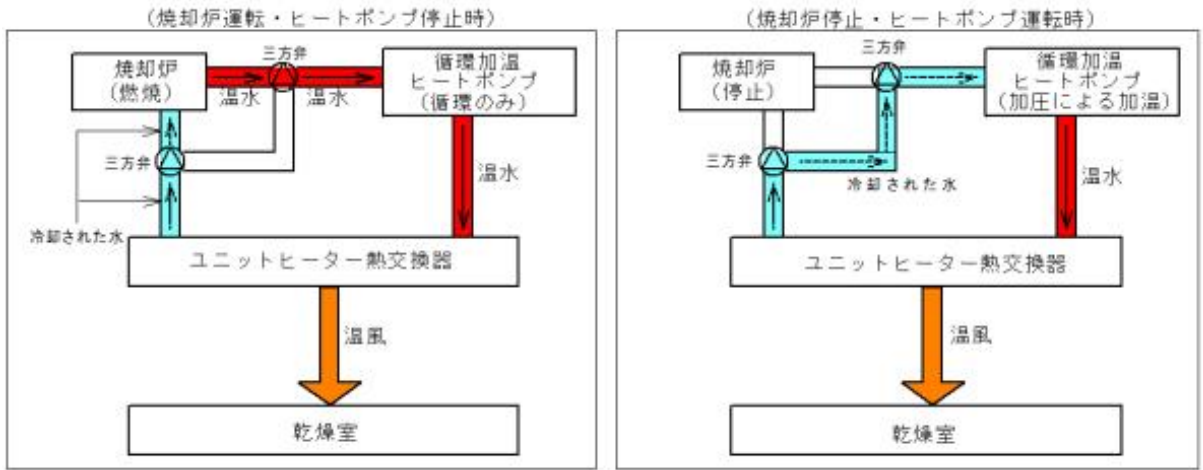 (焼却炉運転・ヒートポンプ停止時)
三方弁
焼却炉
(燃焼)
温水
温水
循環加温
ヒートポンプ
(循環のみ)
三方弁
温水
冷却された水
ユニットヒーター熱交換器
温風
乾燥室
(焼却炉停止・ヒートポンプ運転時)
三方弁
焼却炉
(停止)
循環加温
ヒートポンプ
(加圧による加温)
三方弁
冷却された水
温水
ユニットヒーター熱交換器
温風
乾燥室